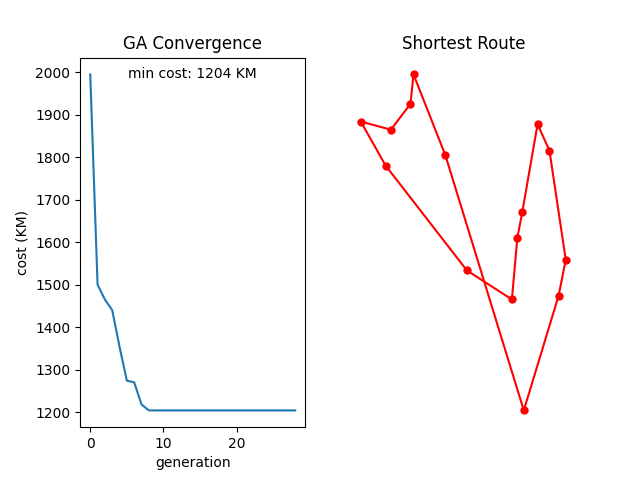 GA Convergence
Shortest Route
min cost: 1204 KM
cost (KM)
2000
1900
1800
1700
1600
1500
1400
1300
1200
0
10
20
generation